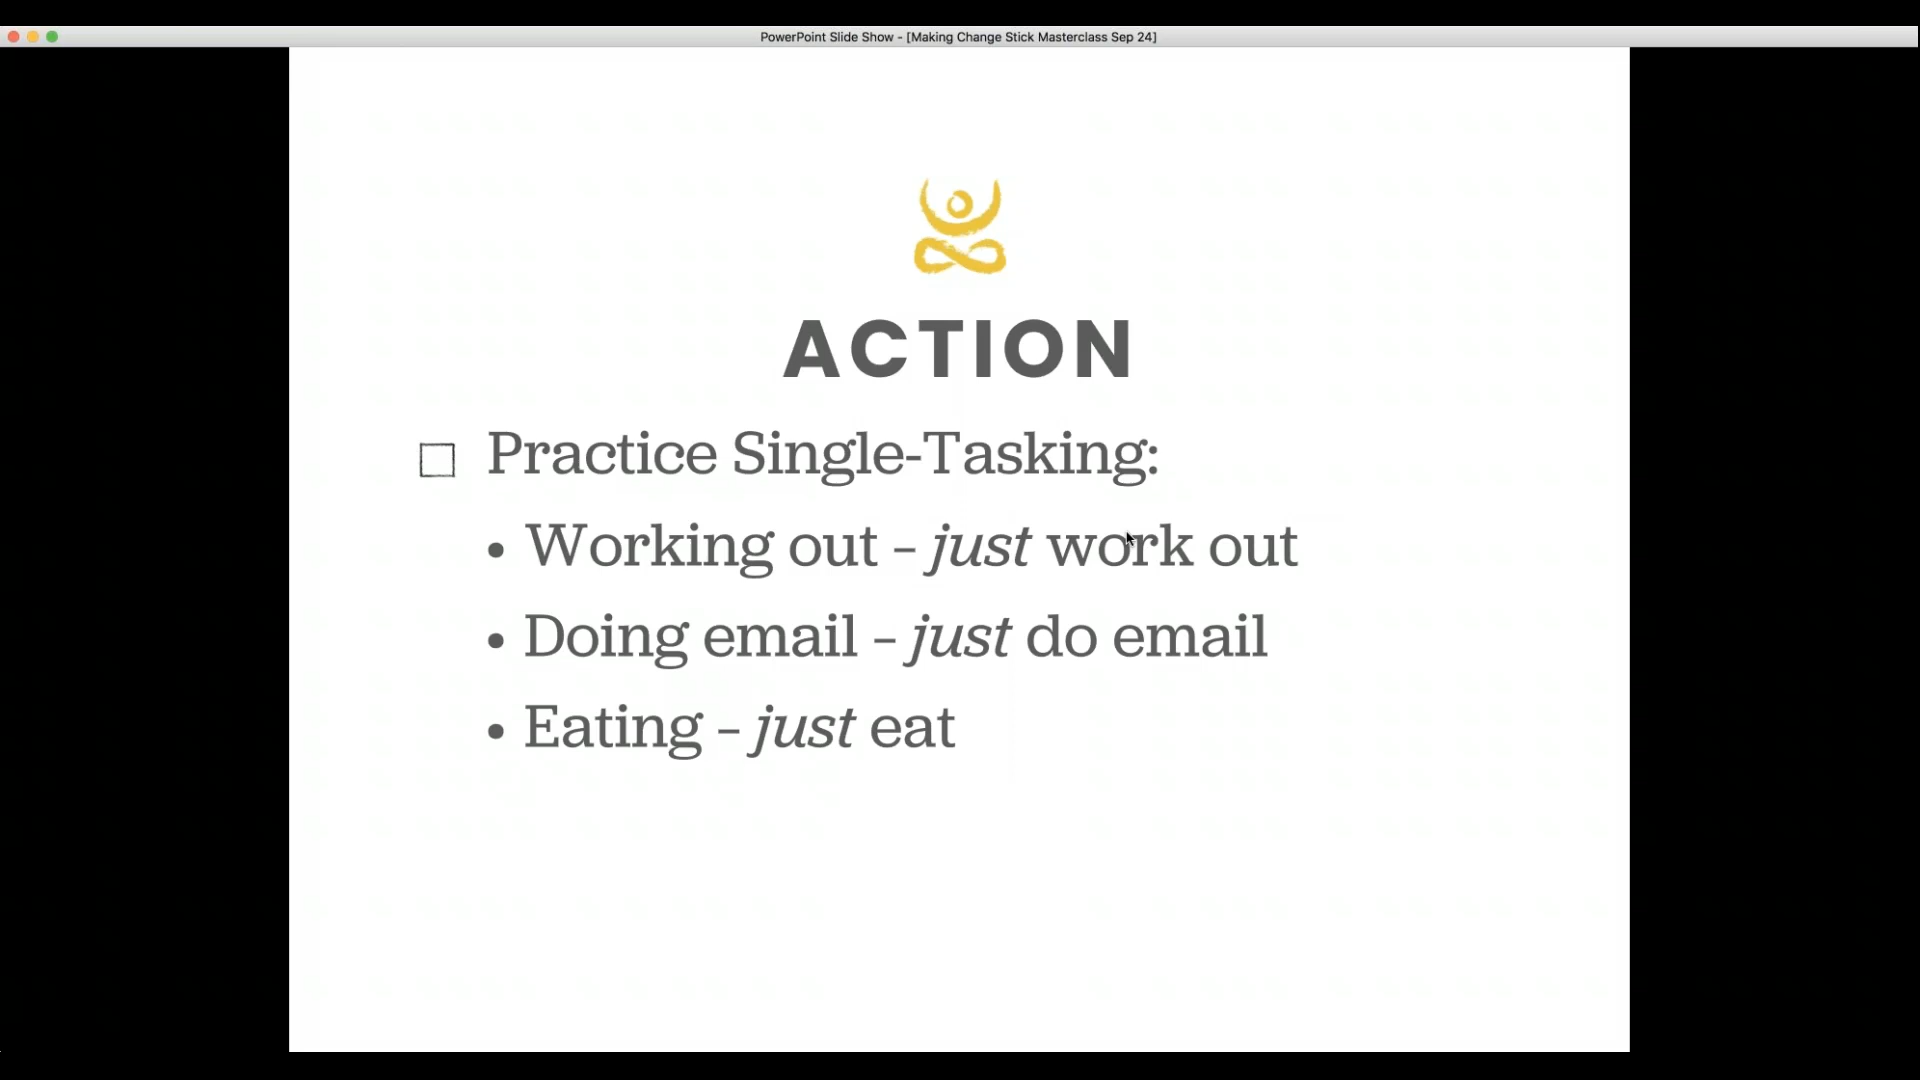 PowerPoint Slide Show - [Making Change Stick Masterclass Sep 24]
ACTION
Practice Single-Tasking:
• Working out – just work out
• Doing email – just do email
• Eating – just eat